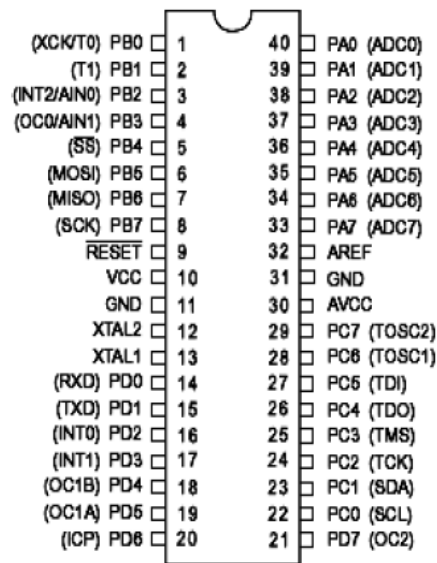 (XCK/T0) PB0 1 40 PA0 (ADC0)
(T1) PB1 2 39 PA1 (ADC1)
(INT2/AIN0) PB2 3 38 PA2 (ADC2)
(OC0/AIN1) PB3 4 37 PA3 (ADC3)
(SS) PB4 5 36 PA4 (ADC4)
(MOSI) PB5 6 35 PA5 (ADC5)
(MISO) PB6 7 34 PA6 (ADC6)
(SCK) PB7 8 33 PA7 (ADC7)
RESET 9 32 AREF
VCC 10 31 GND
GND 11 30 AVCC
XTAL2 12 29 PC7 (TOSC2)
XTAL1 13 28 PC6 (TOSC1)
(RXD) PD0 14 27 PC5 (TDI)
(TXD) PD1 15 26 PC4 (TDO)
(INT0) PD2 16 25 PC3 (TMS)
(INT1) PD3 17 24 PC2 (TCK)
(OC1B) PD4 18 23 PC1 (SDA)
(OC1A) PD5 19 22 PC0 (SCL)
(ICP) PD6 20 21 PD7 (OC2)